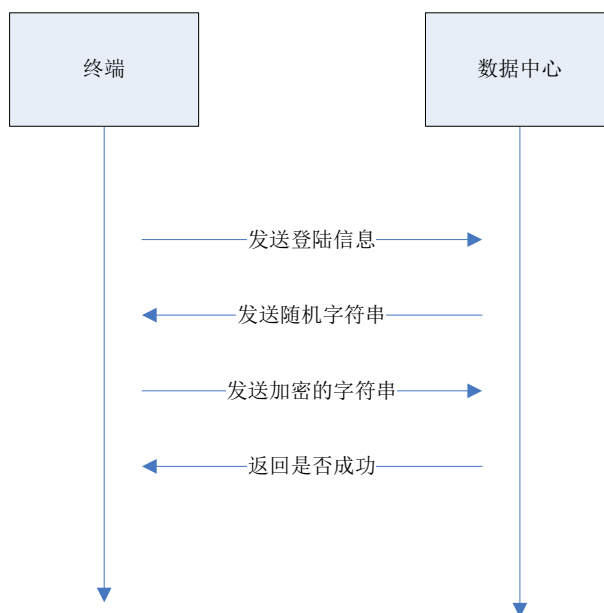 终端
数据中心
发送登陆信息
发送随机字符串
发送加密的字符串
返回是否成功